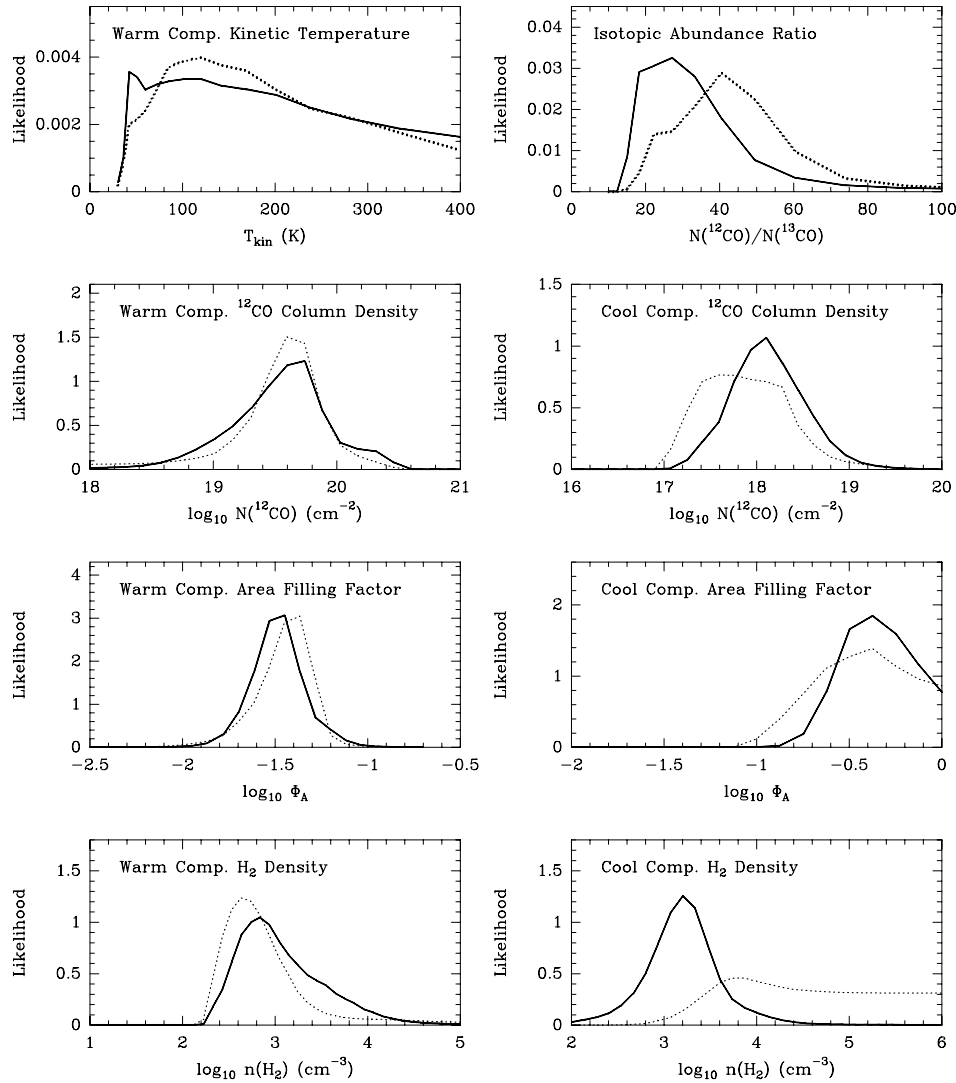 Warm Comp. Kinetic Temperature
Likelihood
0.004
0.002
0
0 100 200 300 400
T_kin (K)
Isotopic Abundance Ratio
Likelihood
0.04
0.03
0.02
0.01
0
0 20 40 60 80 100
N(¹²CO)/N(¹³CO)
Warm Comp. ¹²CO Column Density
Likelihood
2
1.5
1
0.5
0
18 19 20 21
log₁₀ N(¹²CO) (cm⁻²)
Cool Comp. ¹²CO Column Density
Likelihood
1.5
1
0.5
0
16 17 18 19 20
log₁₀ N(¹²CO) (cm⁻²)
Warm Comp. Area Filling Factor
Likelihood
4
3
2
1
0
−2.5 −2 −1.5 −1 −0.5
log₁₀ Φ_A
Cool Comp. Area Filling Factor
Likelihood
2
1
0
−2 −1.5 −1 −0.5 0
log₁₀ Φ_A
Warm Comp. H₂ Density
Likelihood
1.5
1
0.5
0
1 2 3 4 5
log₁₀ n(H₂) (cm⁻³)
Cool Comp. H₂ Density
Likelihood
1.5
1
0.5
0
2 3 4 5 6
log₁₀ n(H₂) (cm⁻³)